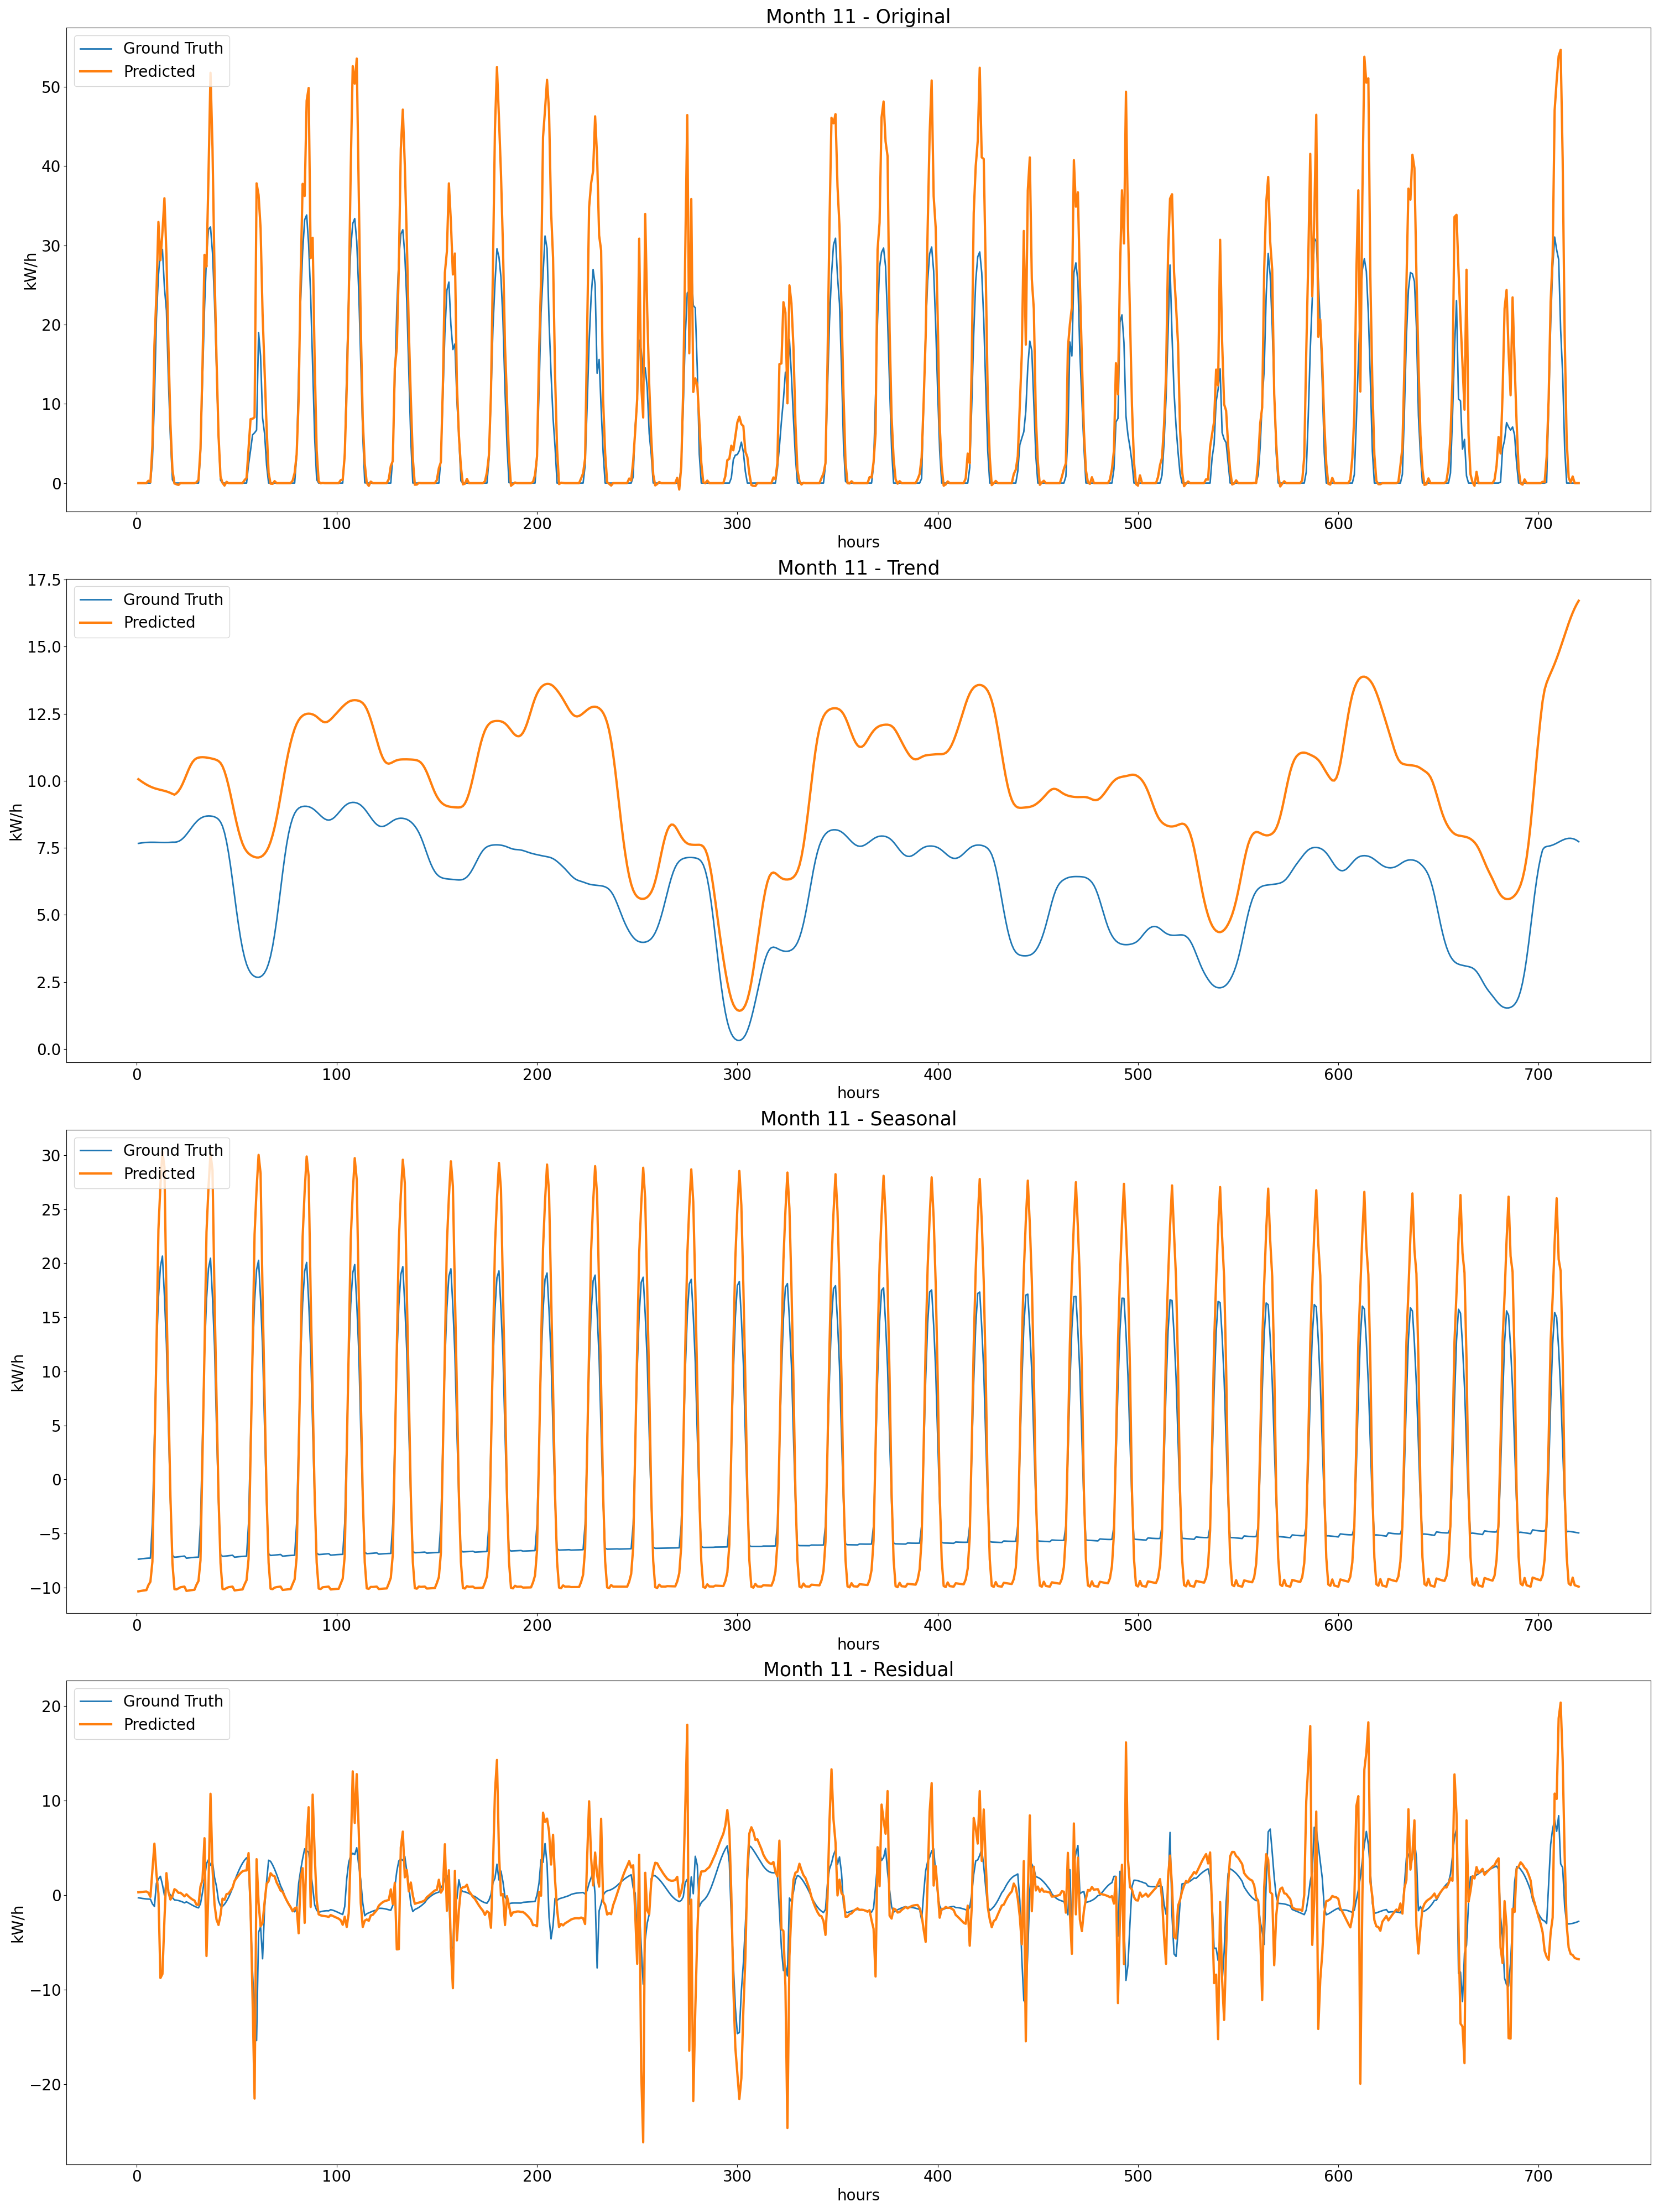 Month 11 - Original
Ground Truth
Predicted
50
40
30
20
10
0
kW/h
0 100 200 300 400 500 600 700
hours
Month 11 - Trend
Ground Truth
Predicted
17.5
15.0
12.5
10.0
7.5
5.0
2.5
0.0
kW/h
0 100 200 300 400 500 600 700
hours
Month 11 - Seasonal
Ground Truth
Predicted
30
25
20
15
10
5
0
−5
−10
kW/h
0 100 200 300 400 500 600 700
hours
Month 11 - Residual
Ground Truth
Predicted
20
10
0
−10
−20
kW/h
0 100 200 300 400 500 600 700
hours